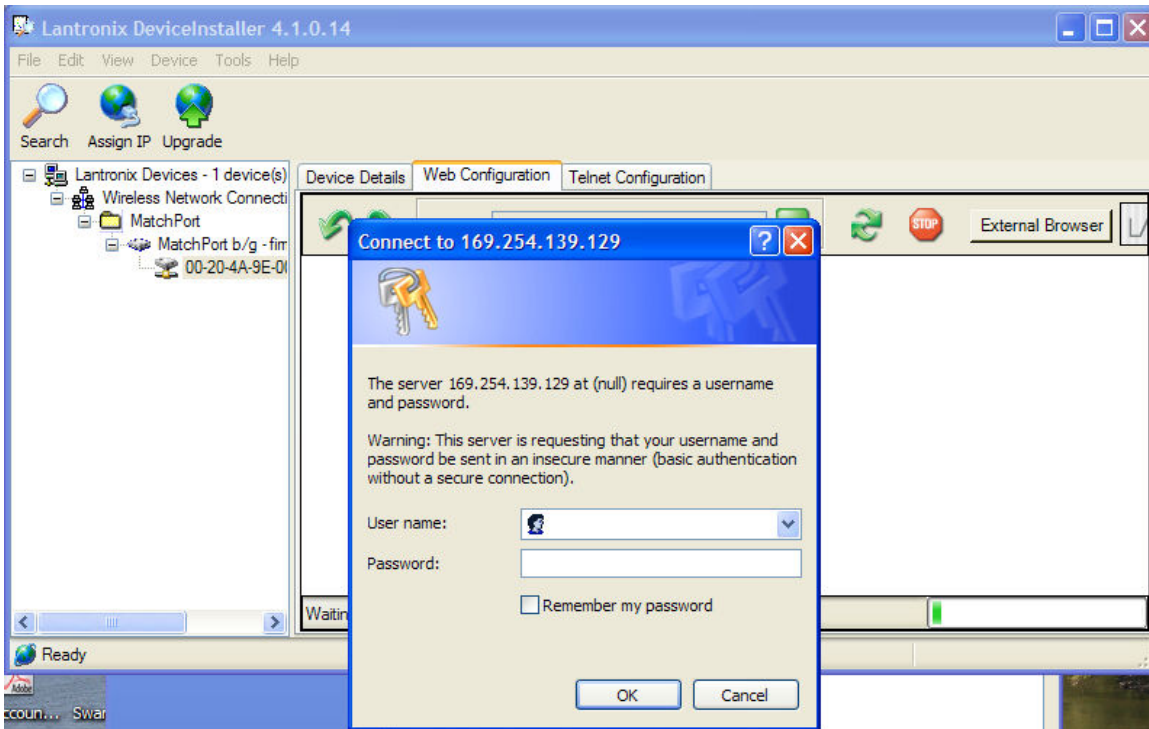 Lantronix DeviceInstaller 4.1.0.14
File Edit View Device Tools Help
Search Assign IP Upgrade
Lantronix Devices - 1 device(s)
Wireless Network Connecti
MatchPort
MatchPort b/g - firm
00-20-4A-9E-0
Device Details Web Configuration Telnet Configuration
STOP
External Browser
Connect to 169.254.139.129
The server 169.254.139.129 at (null) requires a username
and password.
Warning: This server is requesting that your username and
password be sent in an insecure manner (basic authentication
without a secure connection).
User name:
Password:
Remember my password
OK Cancel
Waitin
Ready
Adobe
ccoun... Swar